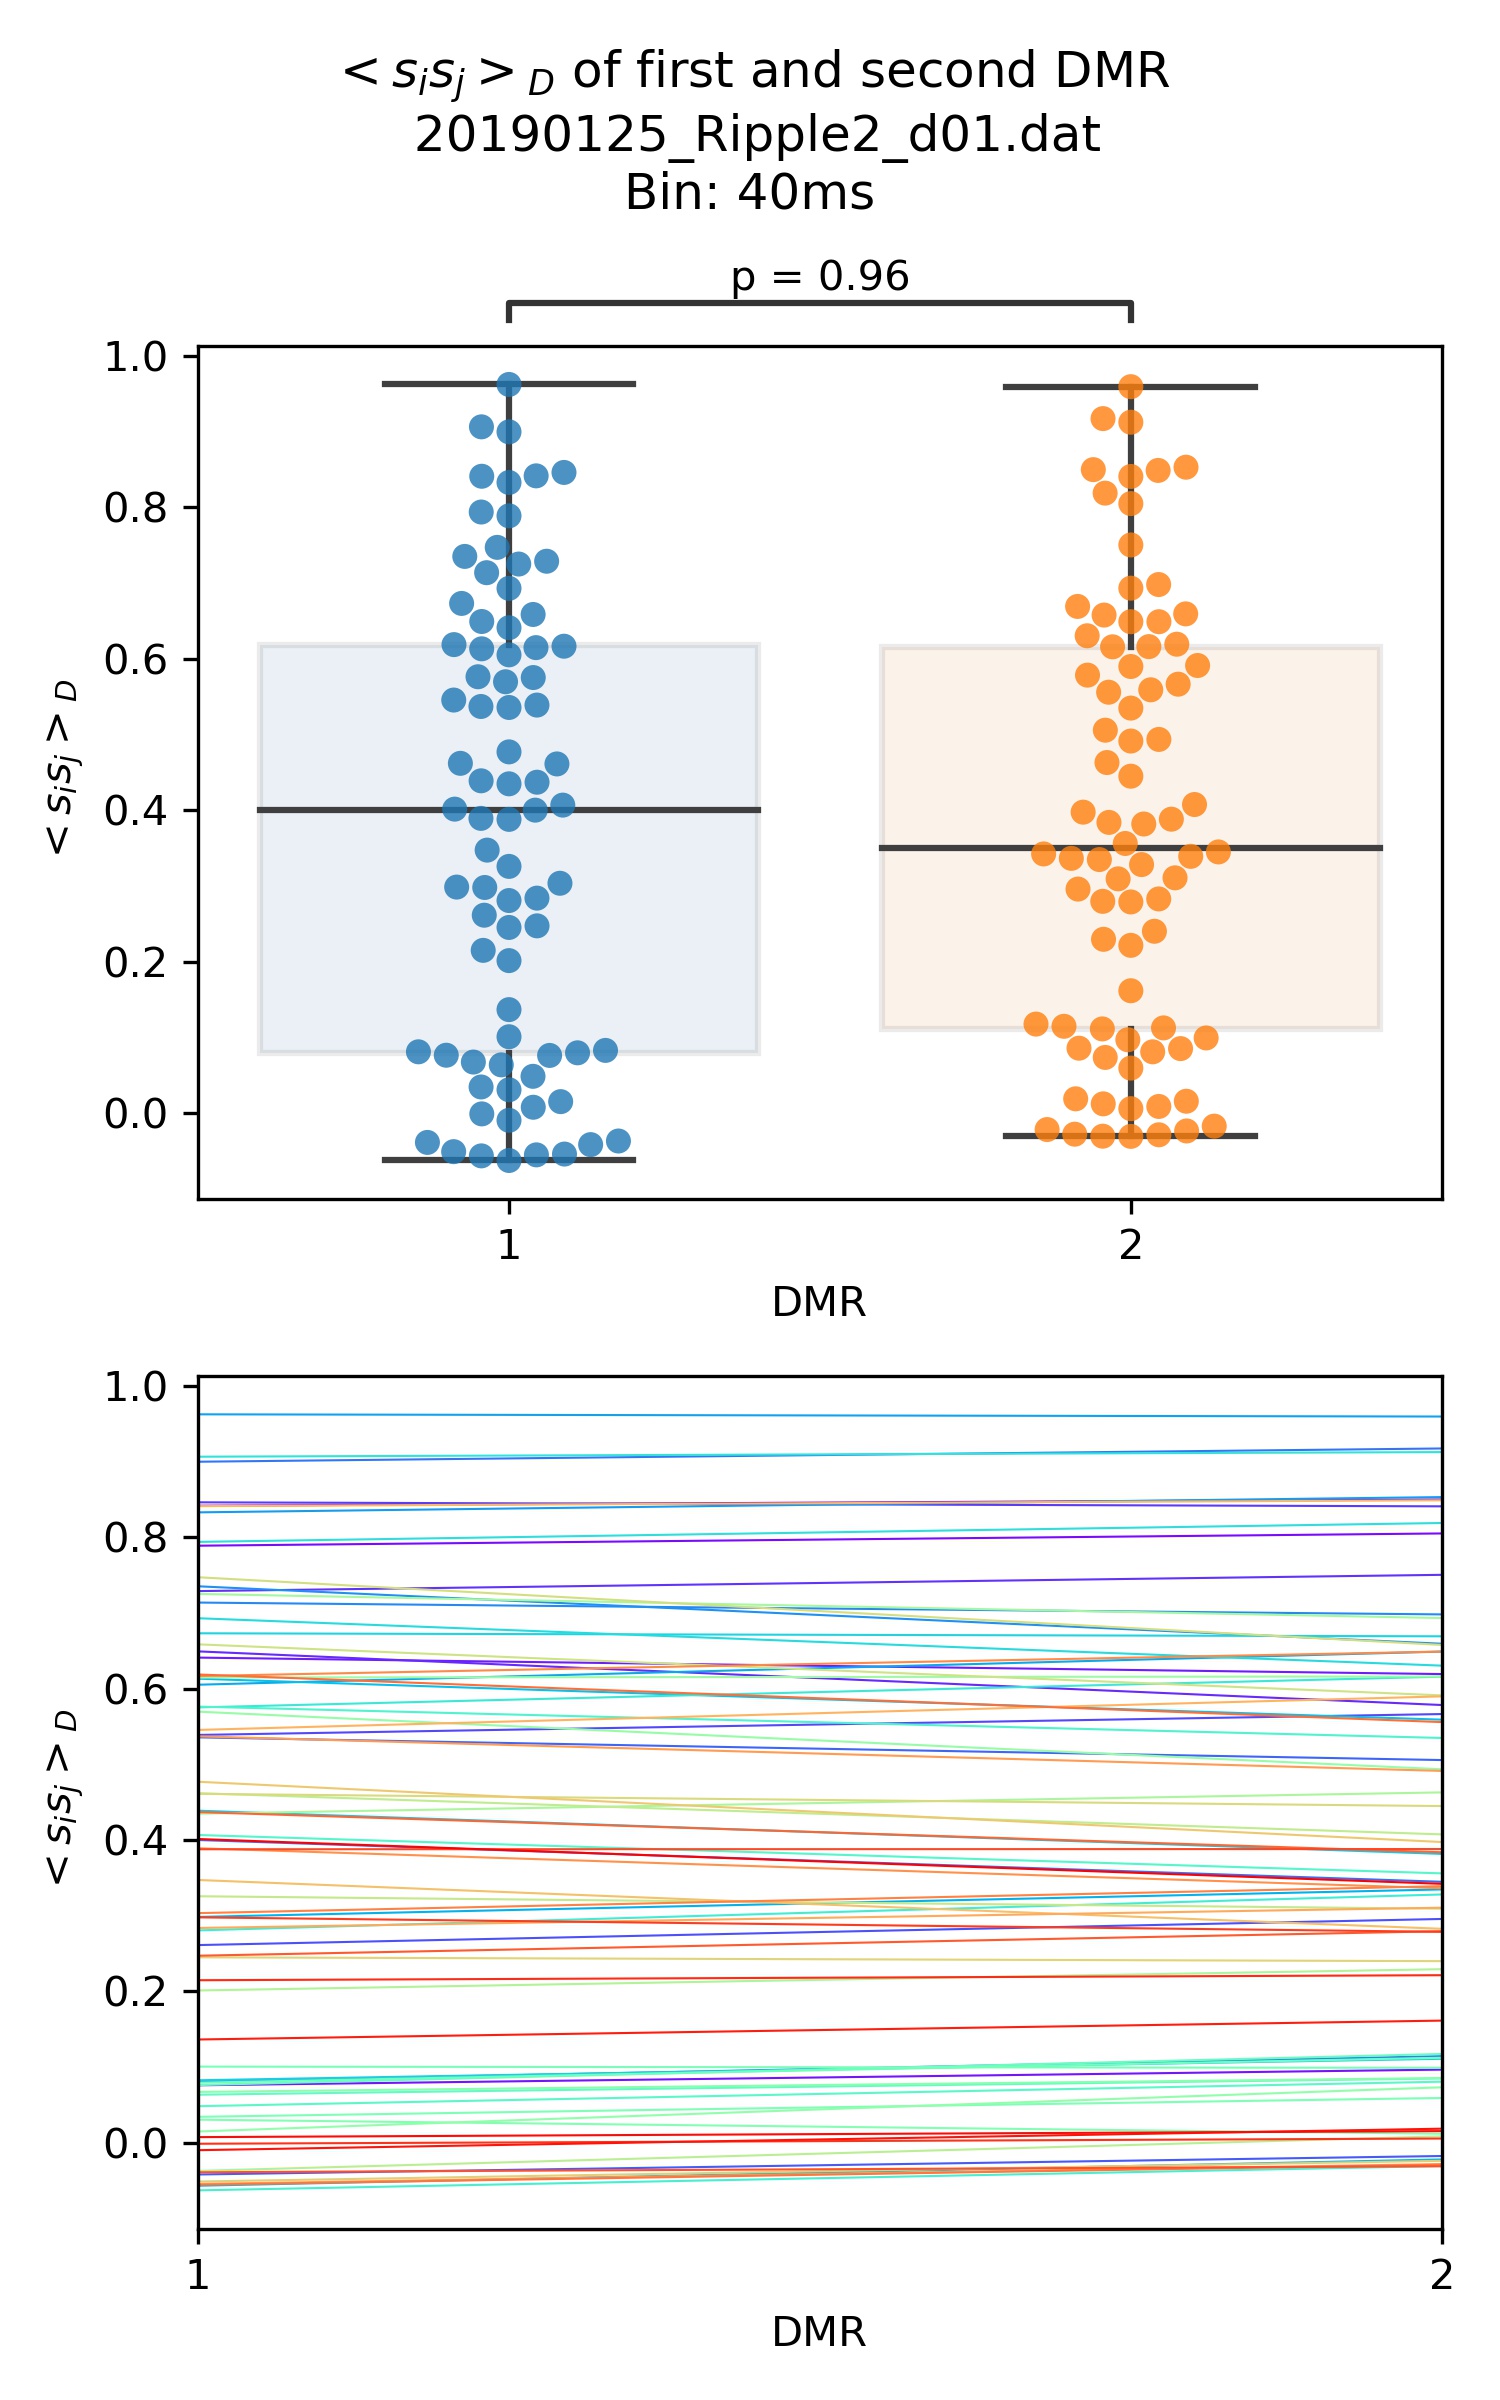 < s_i s_j >_D of first and second DMR
20190125_Ripple2_d01.dat
Bin: 40ms
p = 0.96
1.0
0.8
0.6
0.4
0.2
0.0
< s_i s_j >_D
1 2
DMR
1.0
0.8
0.6
0.4
0.2
0.0
< s_i s_j >_D
1 2
DMR